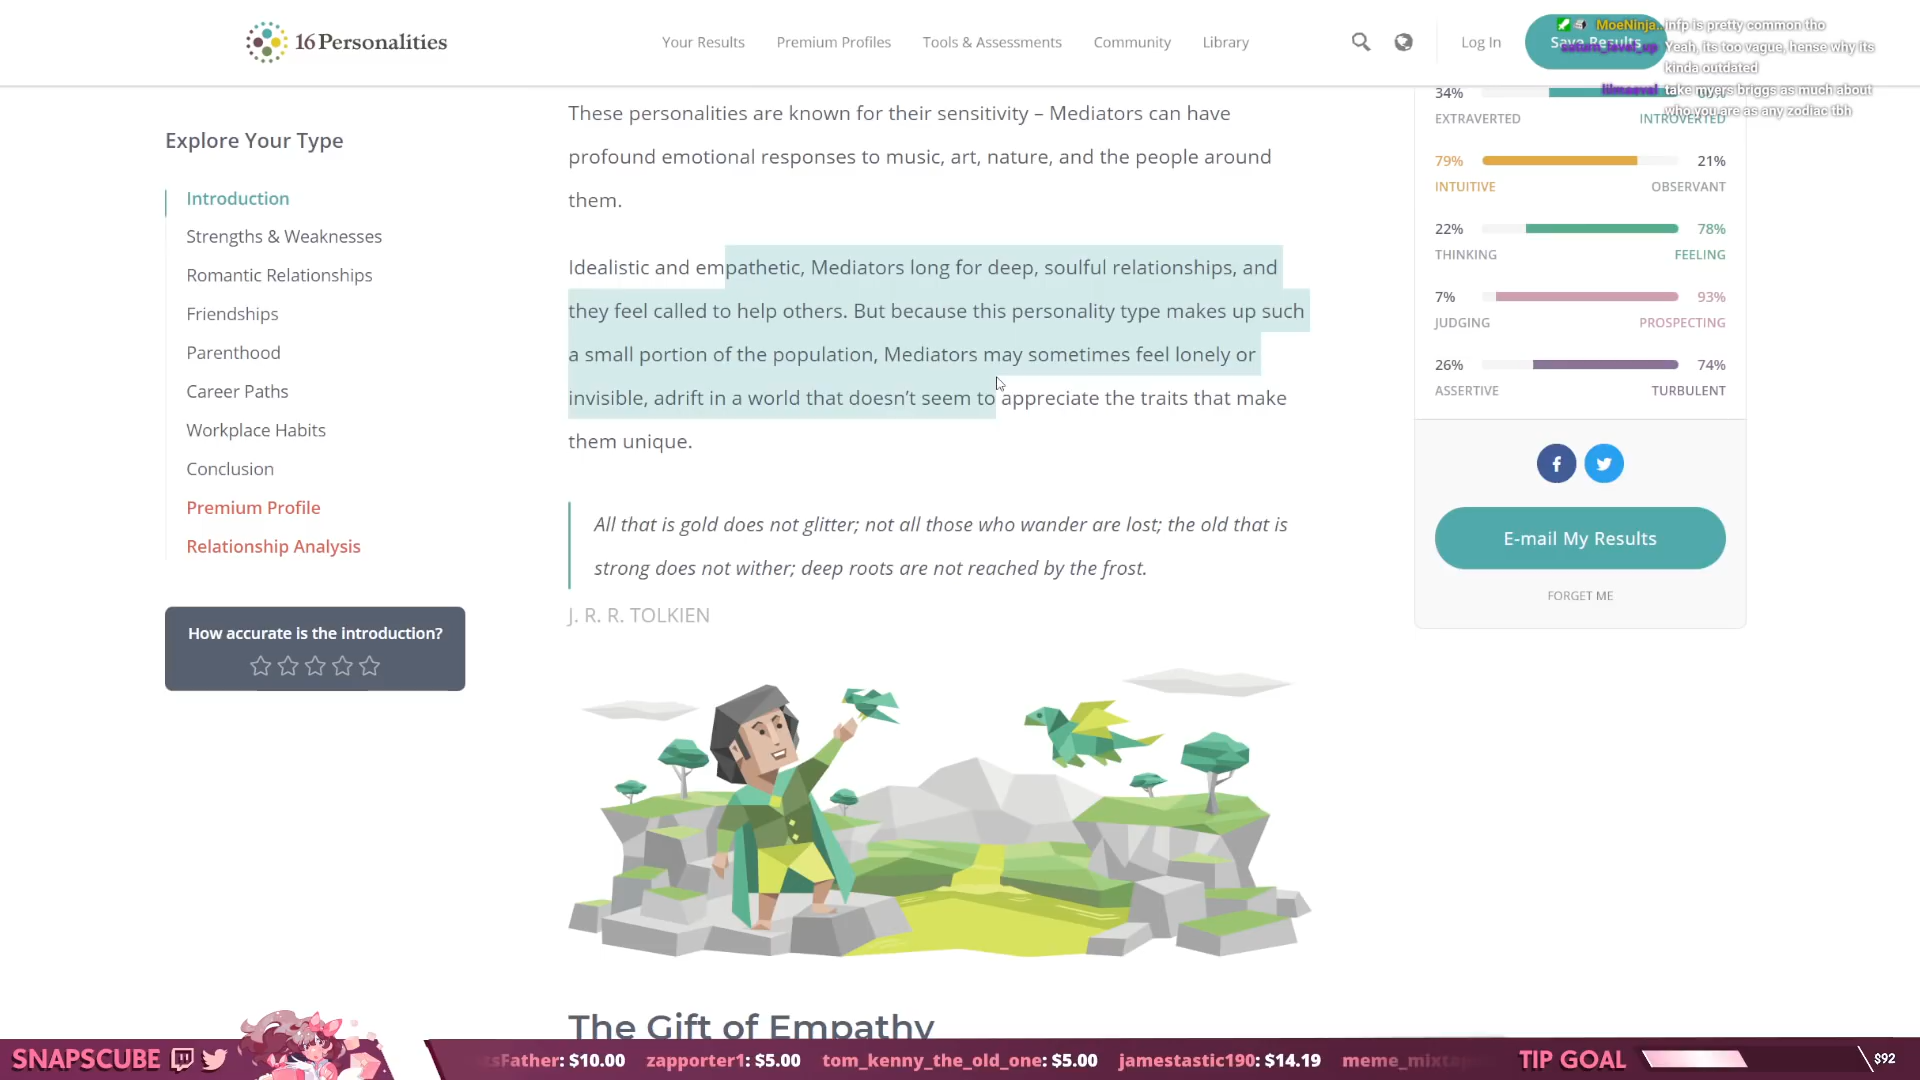 16Personalities
Your Results
Premium Profiles
Tools & Assessments
Community
Library
Log In
Save Results
MoeNinja: infp is pretty common tho
Yeah, its too vague, hense why its
kinda outdated
take myers briggs as much about
who you are as any zodiac tbh
Explore Your Type
Introduction
Strengths & Weaknesses
Romantic Relationships
Friendships
Parenthood
Career Paths
Workplace Habits
Conclusion
Premium Profile
Relationship Analysis
How accurate is the introduction?
These personalities are known for their sensitivity – Mediators can have
profound emotional responses to music, art, nature, and the people around
them.
Idealistic and empathetic, Mediators long for deep, soulful relationships, and
they feel called to help others. But because this personality type makes up such
a small portion of the population, Mediators may sometimes feel lonely or
invisible, adrift in a world that doesn’t seem to appreciate the traits that make
them unique.
All that is gold does not glitter; not all those who wander are lost; the old that is
strong does not wither; deep roots are not reached by the frost.
J. R. R. TOLKIEN
The Gift of Empathy
34%
EXTRAVERTED INTROVERTED
79% 21%
INTUITIVE OBSERVANT
22% 78%
THINKING FEELING
7% 93%
JUDGING PROSPECTING
26% 74%
ASSERTIVE TURBULENT
E-mail My Results
FORGET ME
SNAPSCUBE
sFather: $10.00 zapporter1: $5.00 tom_kenny_the_old_one: $5.00 jamestastic190: $14.19
TIP GOAL
$92